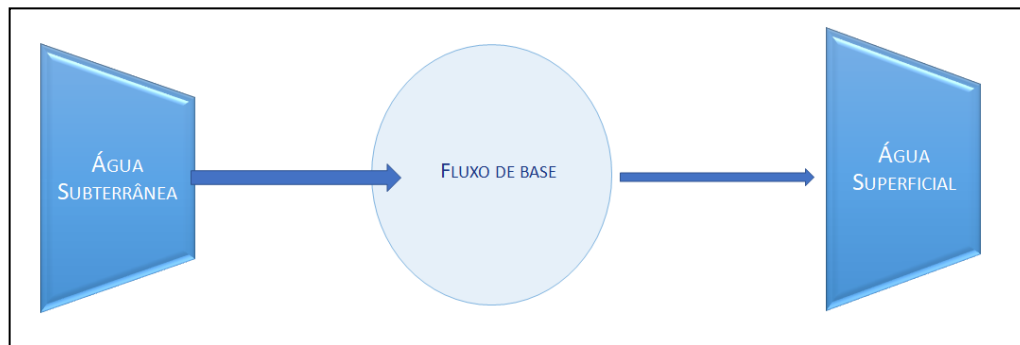 ÁGUA
SUBTERRÂNEA
FLUXO DE BASE
ÁGUA
SUPERFICIAL